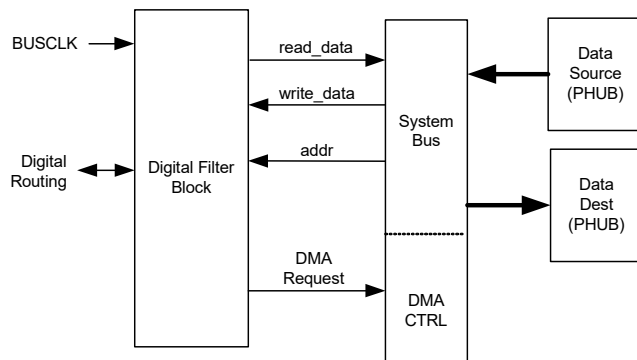 BUSCLK
Digital
Routing
Digital Filter
Block
read_data
write_data
addr
DMA
Request
System
Bus
DMA
CTRL
Data
Source
(PHUB)
Data
Dest
(PHUB)